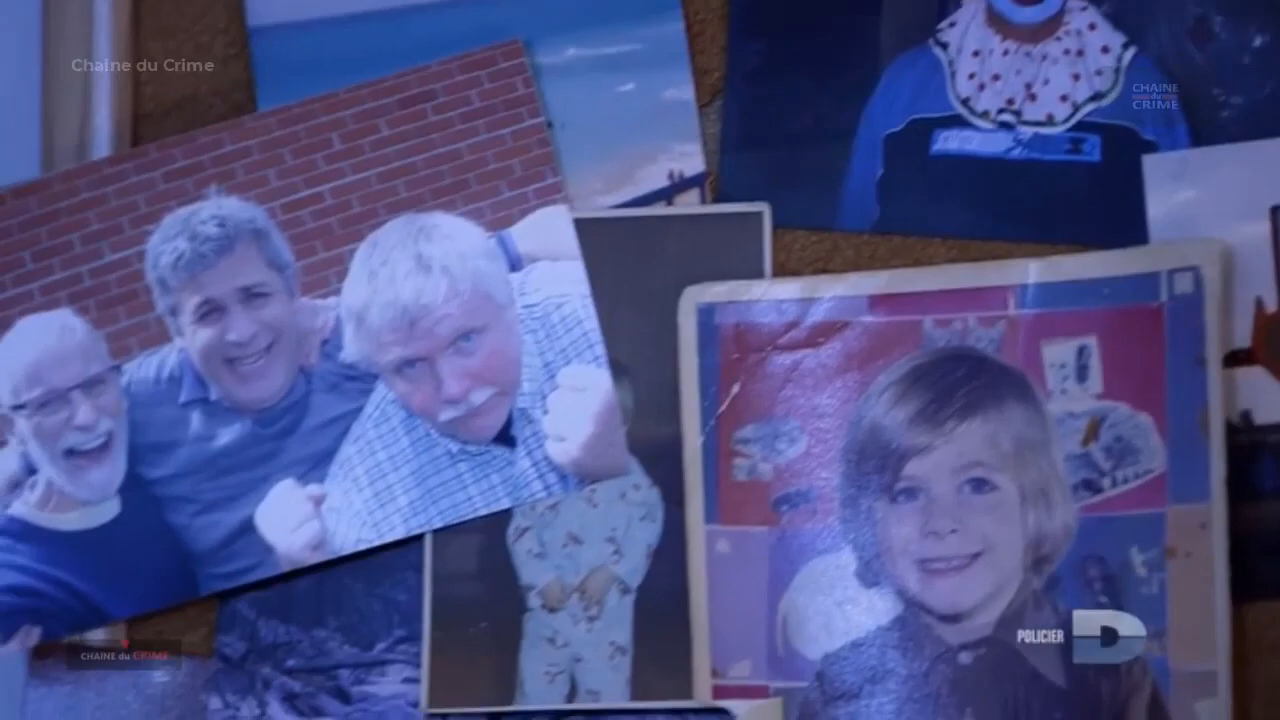 Chaine du Crime
CHAINE
du
CRIME
POLICIER D
CHAINE du CRIME